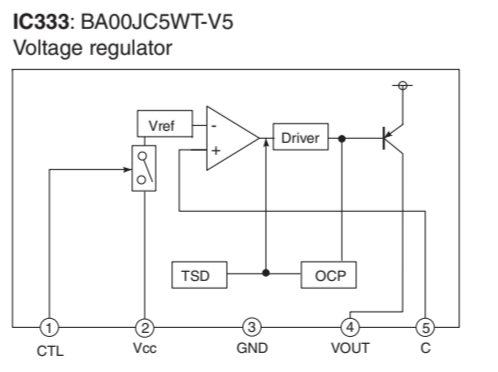 IC333: BA00JC5WT-V5
Voltage regulator
Vref
-
+
Driver
TSD
OCP
1 2 3 4 5
CTL Vcc GND VOUT C